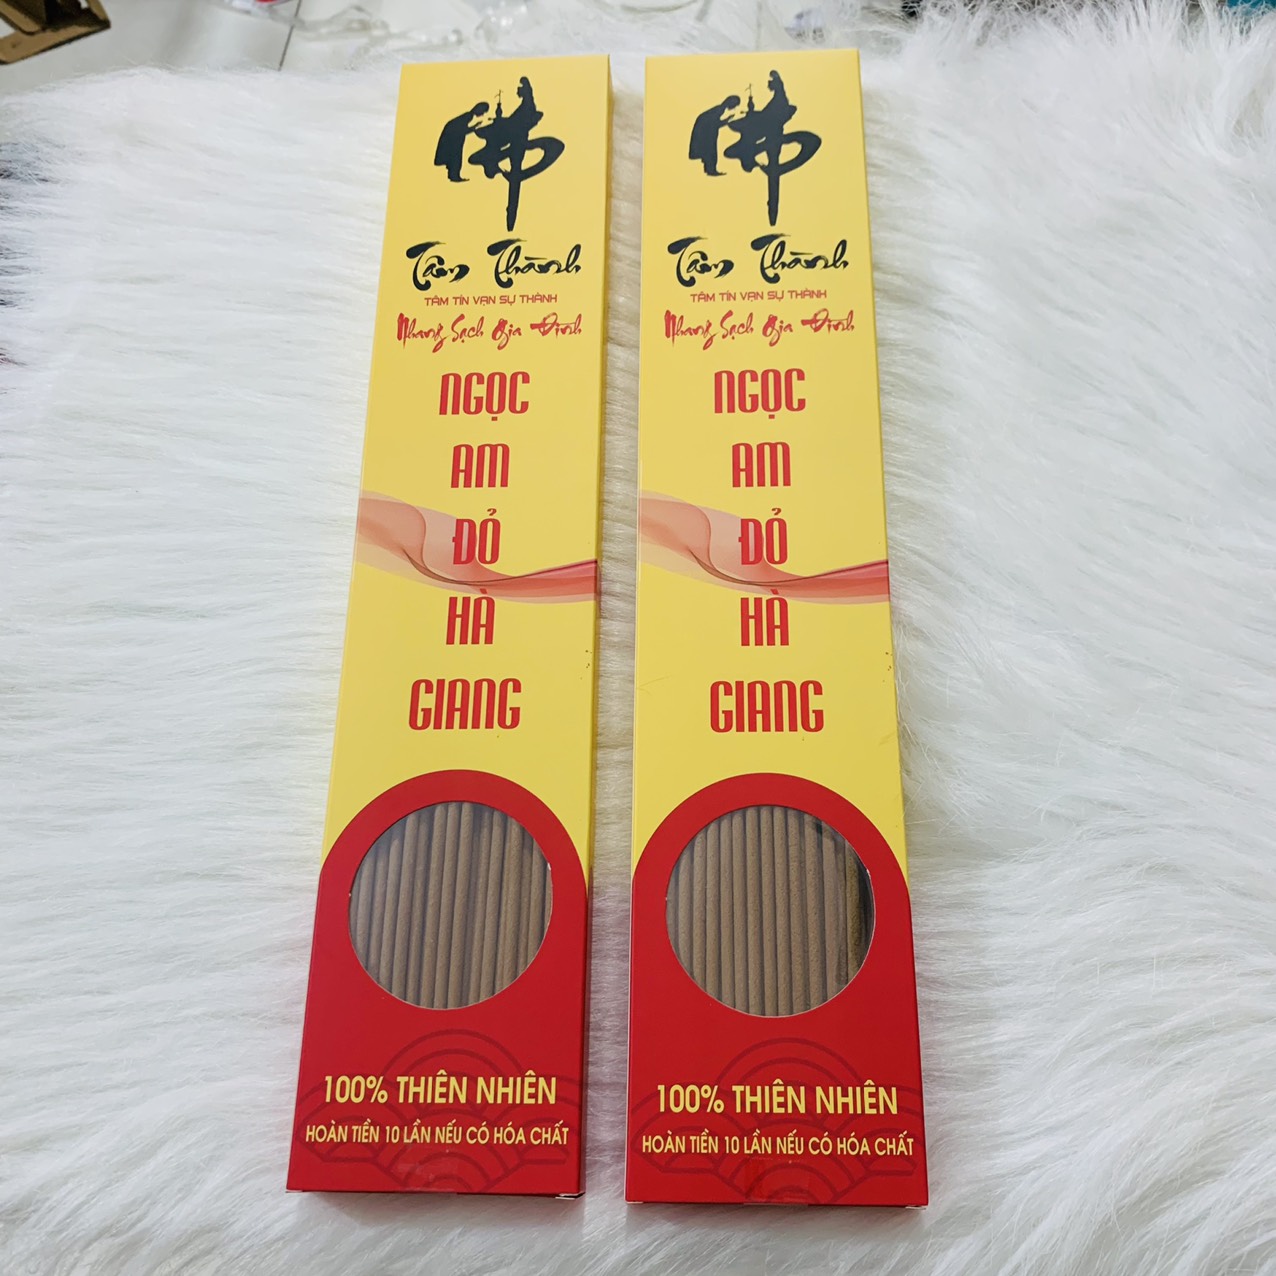 佛
Tâm Thành
TÂM TÍN VẠN SỰ THÀNH
Nhang Sạch Gia Đình
NGỌC
AM
ĐỎ
HÀ
GIANG
100% THIÊN NHIÊN
HOÀN TIỀN 10 LẦN NẾU CÓ HÓA CHẤT
佛
Tâm Thành
TÂM TÍN VẠN SỰ THÀNH
Nhang Sạch Gia Đình
NGỌC
AM
ĐỎ
HÀ
GIANG
100% THIÊN NHIÊN
HOÀN TIỀN 10 LẦN NẾU CÓ HÓA CHẤT